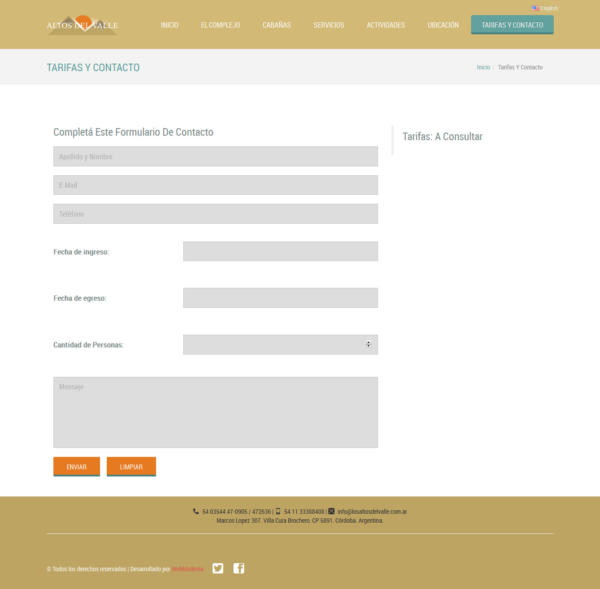 English
ALTOS DEL VALLE
INICIO EL COMPLEJO CABAÑAS SERVICIOS ACTIVIDADES UBICACIÓN TARIFAS Y CONTACTO
TARIFAS Y CONTACTO
Inicio | Tarifas Y Contacto
Completá Este Formulario De Contacto
Tarifas: A Consultar
Apellido y Nombre
E-Mail
Teléfono
Fecha de ingreso:
Fecha de egreso:
Cantidad de Personas:
Mensaje
ENVIAR LIMPIAR
54 03544 47-0905 / 472636 | 54 11 33308408 | info@losaltosdelvalle.com.ar
Marcos Lopez 307. Villa Cura Brochero. CP 5891. Córdoba. Argentina.
© Todos los derechos reservados | Desarrollado por